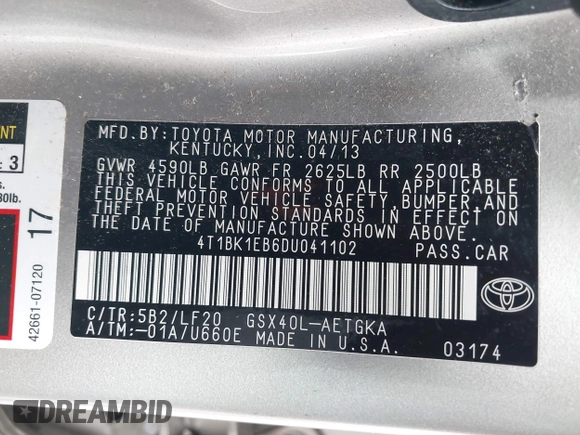 MFD.BY: TOYOTA MOTOR MANUFACTURING,
KENTUCKY, INC. 04/13
GVWR 4590LB GAWR FR 2625LB RR 2500LB
THIS VEHICLE CONFORMS TO ALL APPLICABLE
FEDERAL MOTOR VEHICLE SAFETY, BUMPER, AND
THEFT PREVENTION STANDARDS IN EFFECT ON
THE DATE OF MANUFACTURE SHOWN ABOVE.
4T1BK1EB6DU041102 PASS.CAR
C/TR:5B2/LF20 GSX40L-AETGKA
A/TM:-01A/U660E MADE IN U.S.A 03174
3
17
42661-07120
DREAMBID